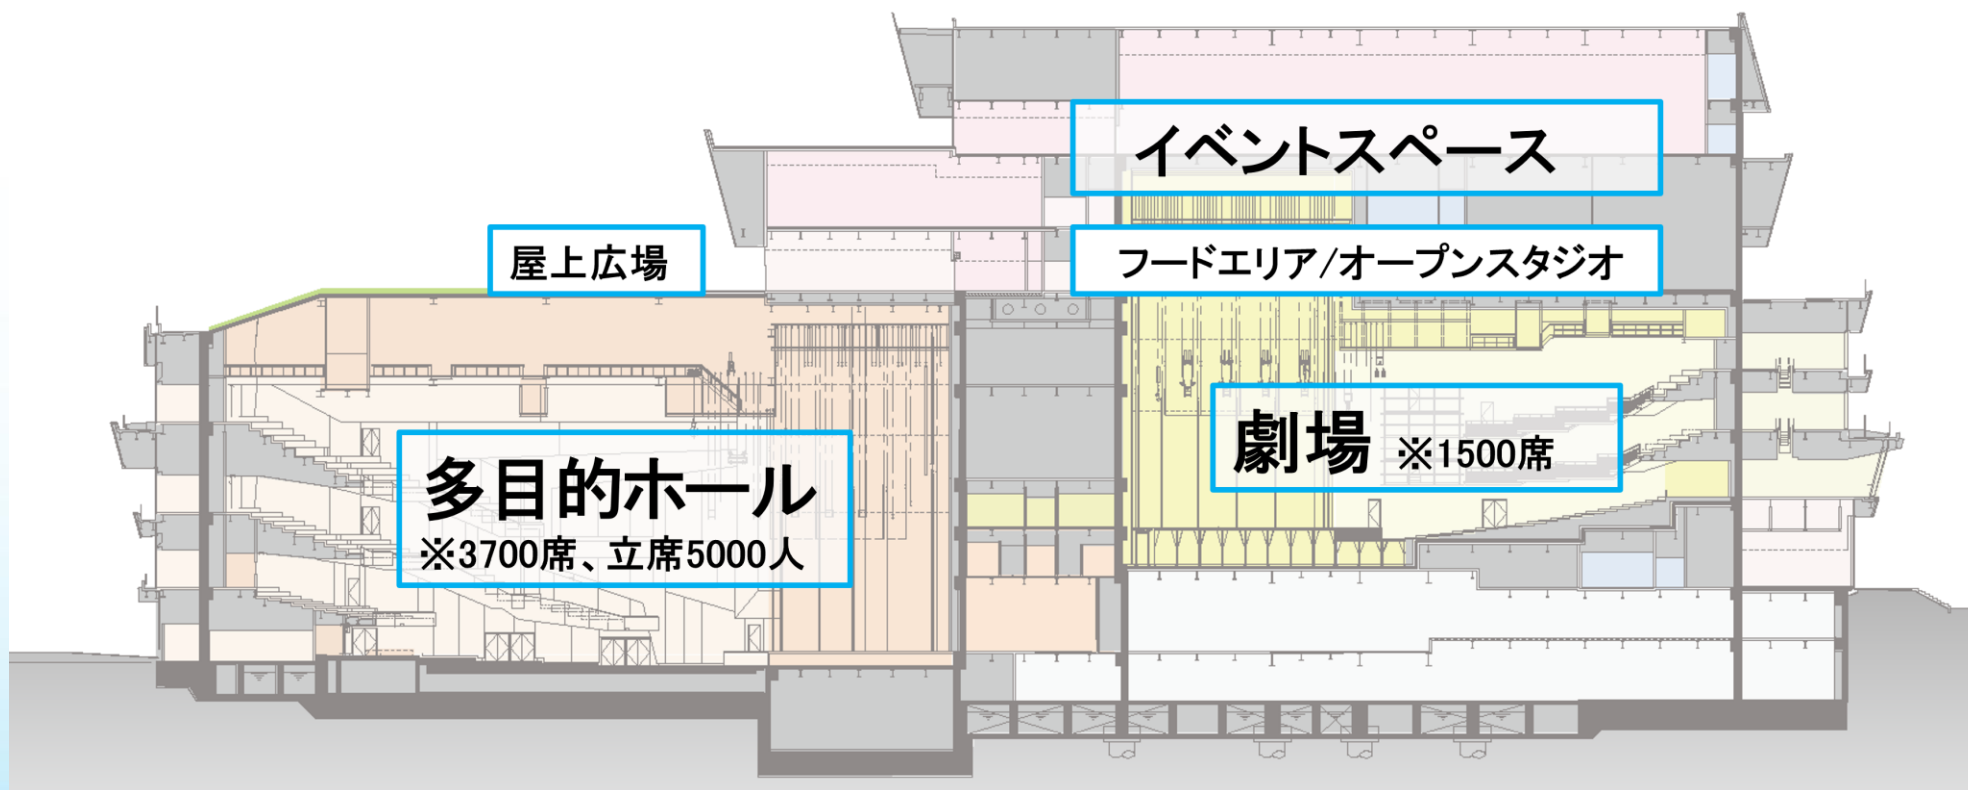 イベントスペース
屋上広場
フードエリア/オープンスタジオ
劇場 ※1500席
多目的ホール
※3700席、立席5000人